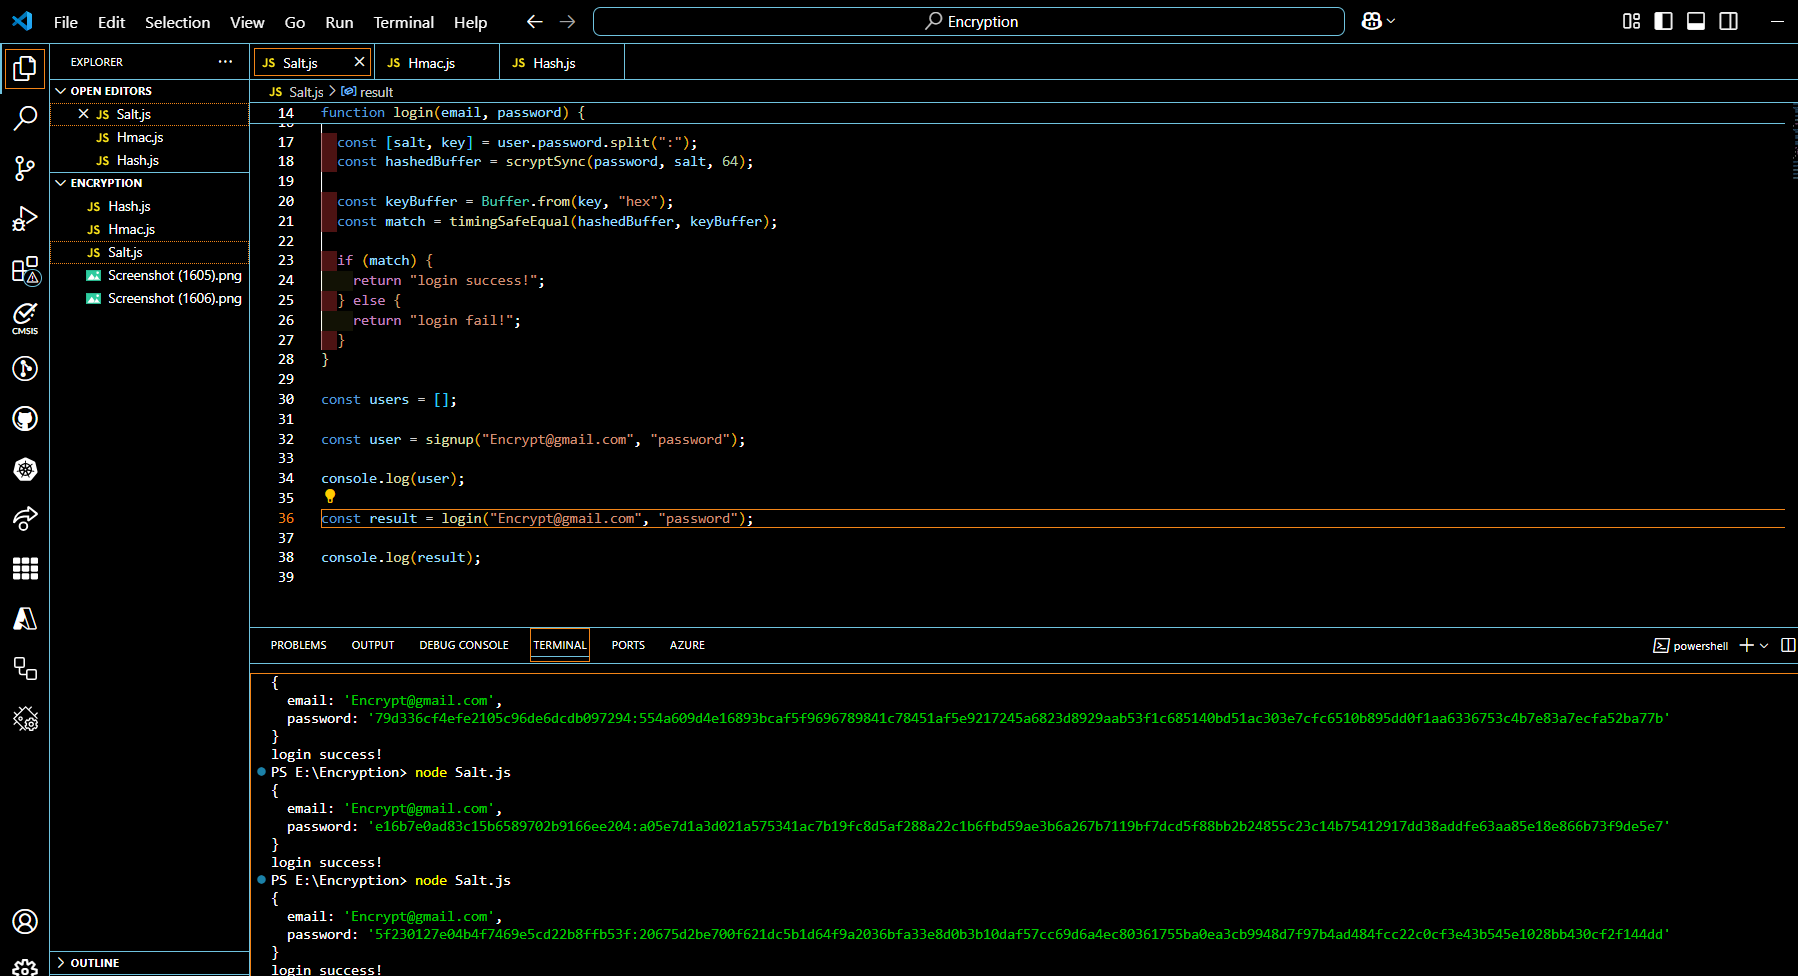 File Edit Selection View Go Run Terminal Help
Encryption
EXPLORER
OPEN EDITORS
JS Salt.js
JS Hmac.js
JS Hash.js
ENCRYPTION
JS Hash.js
JS Hmac.js
JS Salt.js
Screenshot (1605).png
Screenshot (1606).png
CMSIS
OUTLINE
JS Salt.js
JS Hmac.js
JS Hash.js
JS Salt.js > result
14 function login(email, password) {
17 const [salt, key] = user.password.split(":");
18 const hashedBuffer = scryptSync(password, salt, 64);
19
20 const keyBuffer = Buffer.from(key, "hex");
21 const match = timingSafeEqual(hashedBuffer, keyBuffer);
22
23 if (match) {
24 return "login success!";
25 } else {
26 return "login fail!";
27 }
28 }
29
30 const users = [];
31
32 const user = signup("Encrypt@gmail.com", "password");
33
34 console.log(user);
35
36 const result = login("Encrypt@gmail.com", "password");
37
38 console.log(result);
39
PROBLEMS OUTPUT DEBUG CONSOLE TERMINAL PORTS AZURE
powershell
{
email: 'Encrypt@gmail.com',
password: '79d336cf4efe2105c96de6dcdb097294:554a609d4e16893bcaf5f9696789841c78451af5e9217245a6823d8929aab53f1c685140bd51ac303e7cfc6510b895dd0f1aa6336753c4b7e83a7ecfa52ba77b'
}
login success!
PS E:\Encryption> node Salt.js
{
email: 'Encrypt@gmail.com',
password: 'e16b7e0ad83c15b6589702b9166ee204:a05e7d1a3d021a575341ac7b19fc8d5af288a22c1b6fbd59ae3b6a267b7119bf7dcd5f88bb2b24855c23c14b75412917dd38addfe63aa85e18e866b73f9de5e7'
}
login success!
PS E:\Encryption> node Salt.js
{
email: 'Encrypt@gmail.com',
password: '5f230127e04b4f7469e5cd22b8ffb53f:20675d2be700f621dc5b1d64f9a2036bfa33e8d0b3b10daf57cc69d6a4ec80361755ba0ea3cb9948d7f97b4ad484fcc22c0cf3e43b545e1028bb430cf2f144dd'
}
login success!